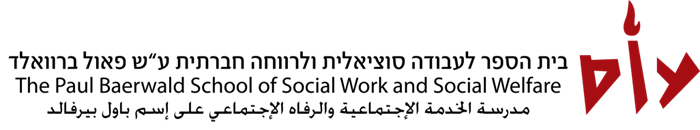 בית הספר לעבודה סוציאלית ולרווחה חברתית ע״ש פאול ברוואלד
The Paul Baerwald School of Social Work and Social Welfare
مدرسة الخدمة الإجتماعية والرفاه الإجتماعي على إسم باول بيرفالد